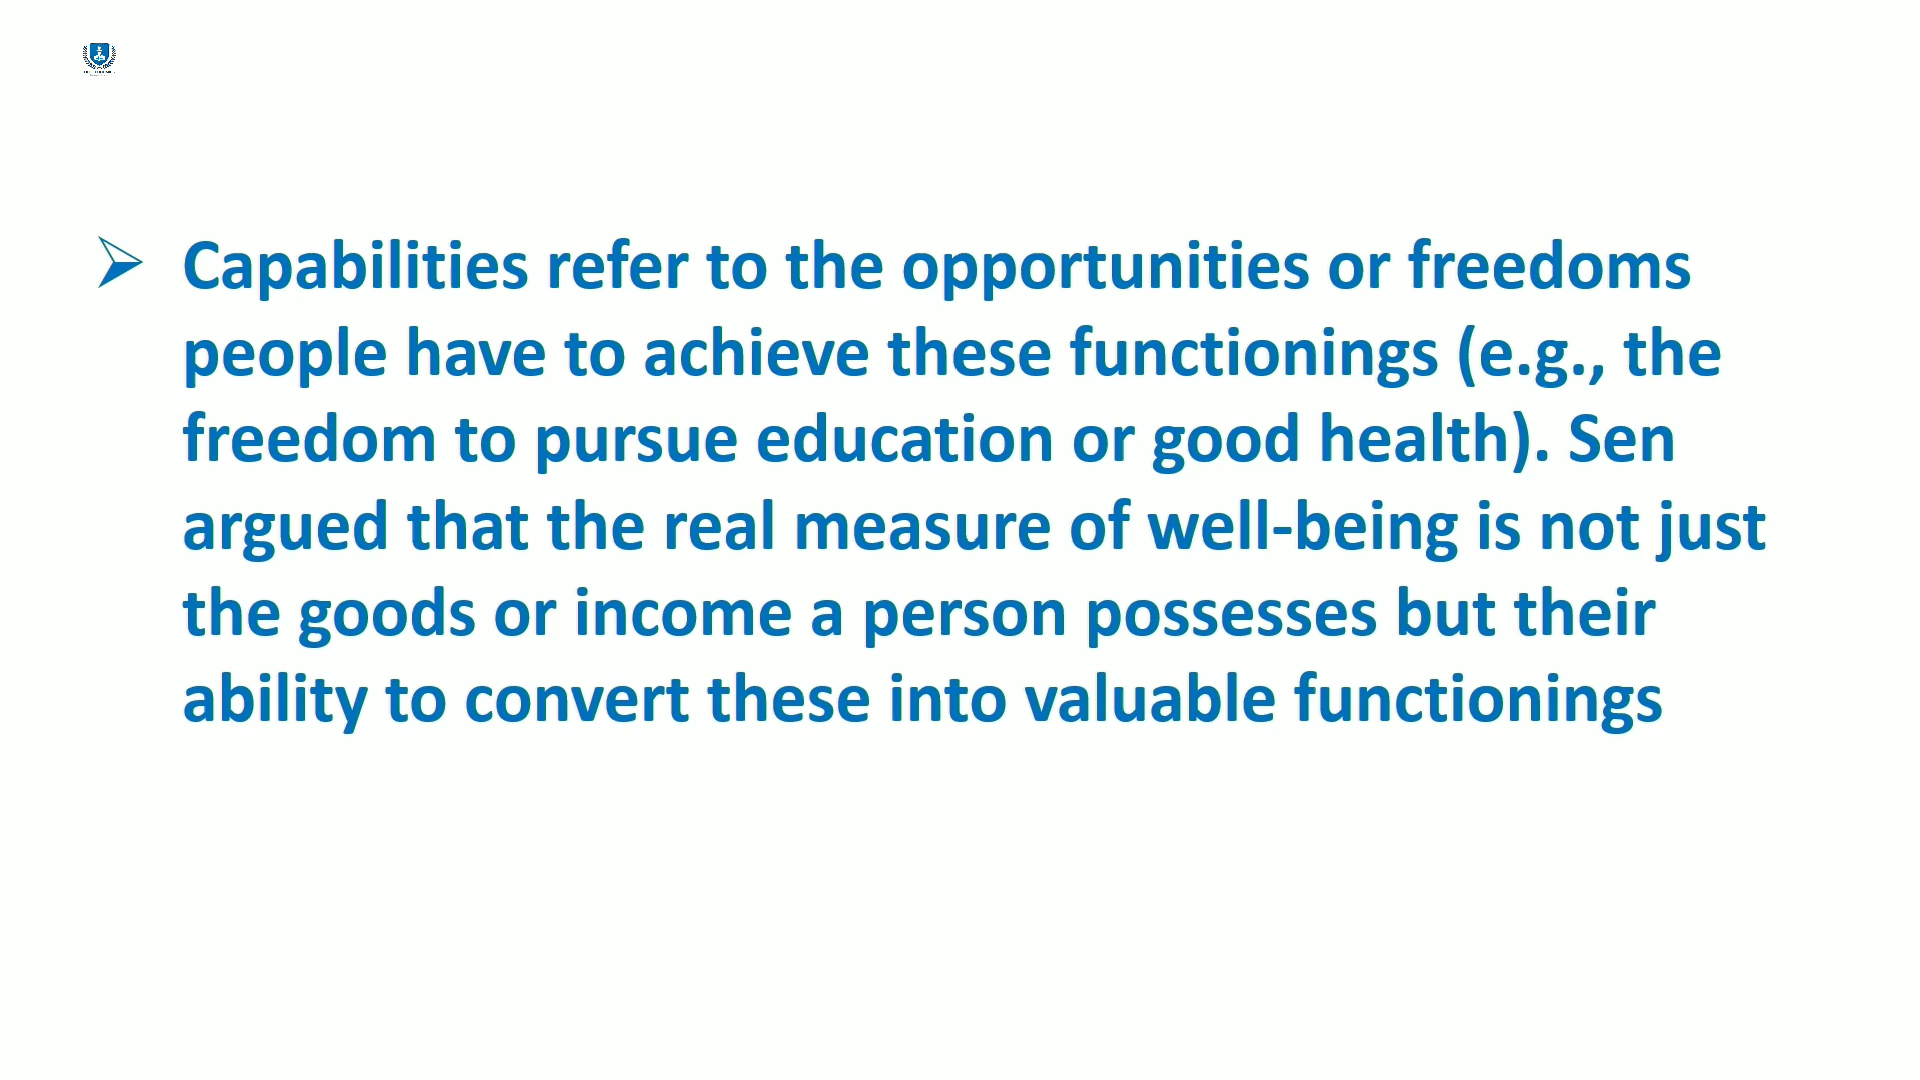 Capabilities refer to the opportunities or freedoms
people have to achieve these functionings (e.g., the
freedom to pursue education or good health). Sen
argued that the real measure of well-being is not just
the goods or income a person possesses but their
ability to convert these into valuable functionings